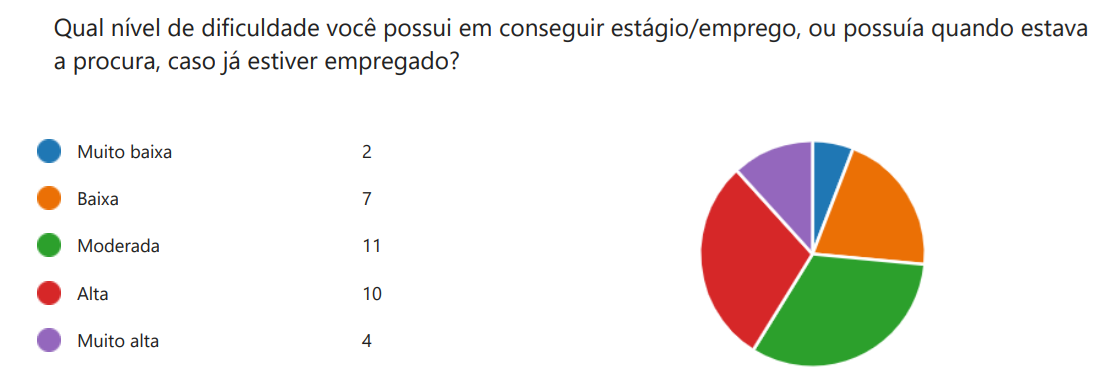 Qual nível de dificuldade você possui em conseguir estágio/emprego, ou possuía quando estava
a procura, caso já estiver empregado?
Muito baixa 2
Baixa 7
Moderada 11
Alta 10
Muito alta 4